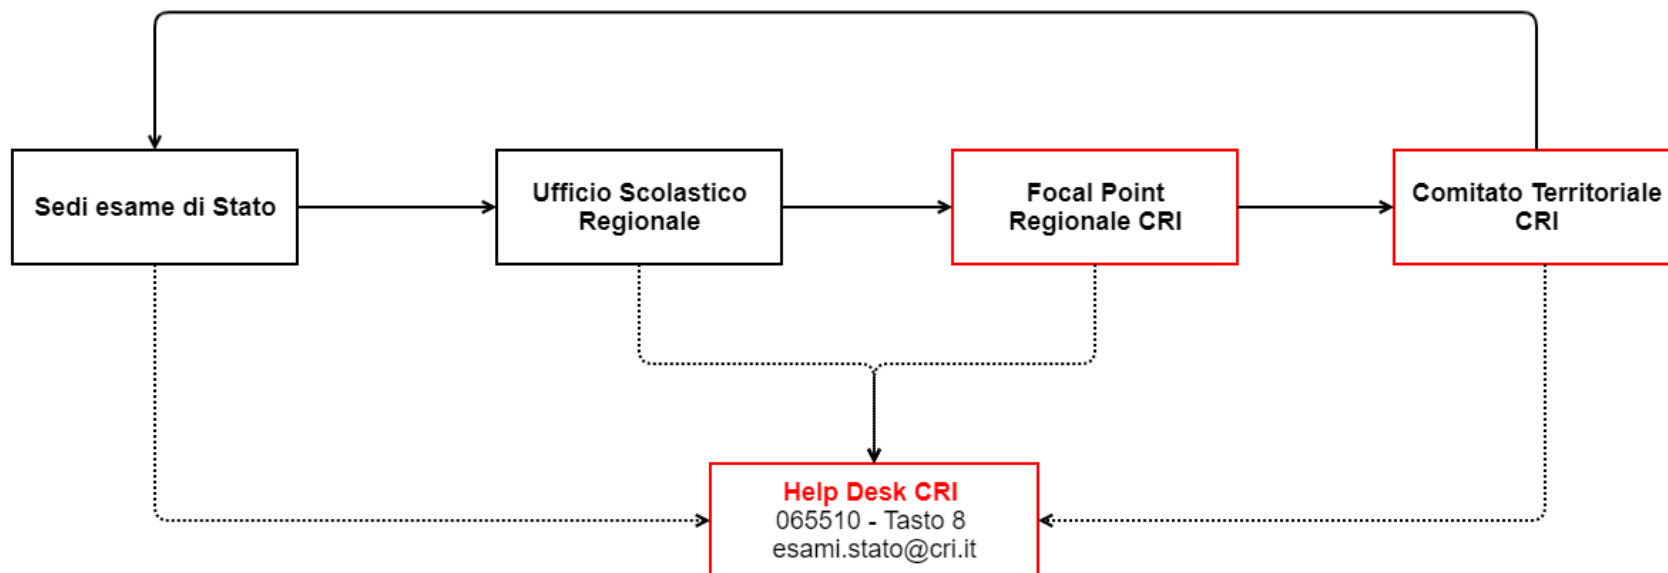 Sedi esame di Stato
Ufficio Scolastico
Regionale
Focal Point
Regionale CRI
Comitato Territoriale
CRI
Help Desk CRI
065510 - Tasto 8
esami.stato@cri.it